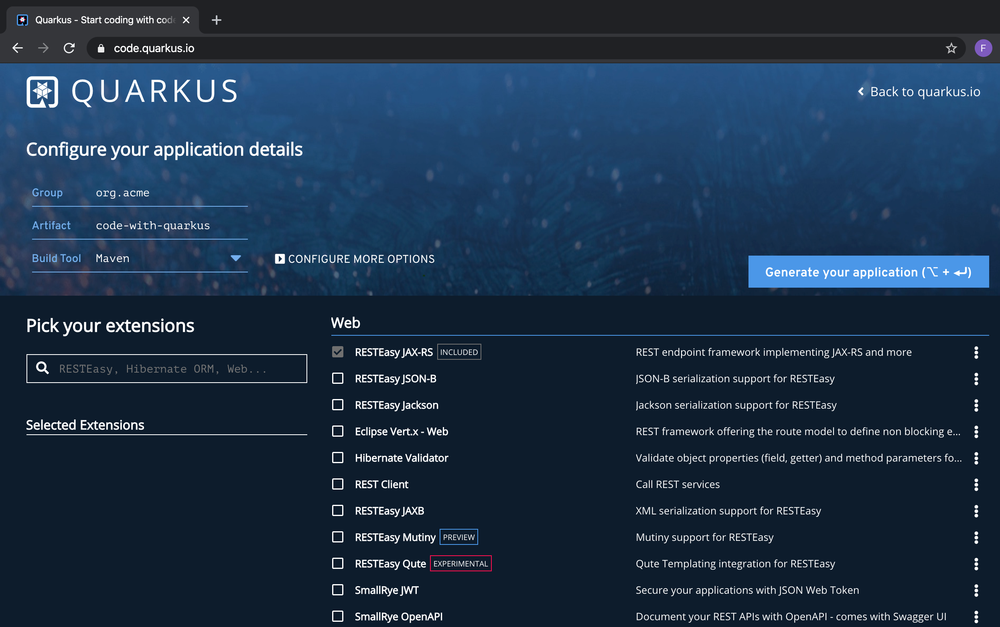 Quarkus - Start coding with code
code.quarkus.io
F
QUARKUS
Back to quarkus.io
Configure your application details
Group org.acme
Artifact code-with-quarkus
Build Tool Maven
CONFIGURE MORE OPTIONS
Generate your application (⌥ + ↵)
Pick your extensions
RESTEasy, Hibernate ORM, Web...
Selected Extensions
Web
RESTEasy JAX-RS INCLUDED REST endpoint framework implementing JAX-RS and more
RESTEasy JSON-B JSON-B serialization support for RESTEasy
RESTEasy Jackson Jackson serialization support for RESTEasy
Eclipse Vert.x - Web REST framework offering the route model to define non blocking e...
Hibernate Validator Validate object properties (field, getter) and method parameters fo...
REST Client Call REST services
RESTEasy JAXB XML serialization support for RESTEasy
RESTEasy Mutiny PREVIEW Mutiny support for RESTEasy
RESTEasy Qute EXPERIMENTAL Qute Templating integration for RESTEasy
SmallRye JWT Secure your applications with JSON Web Token
SmallRye OpenAPI Document your REST APIs with OpenAPI - comes with Swagger UI